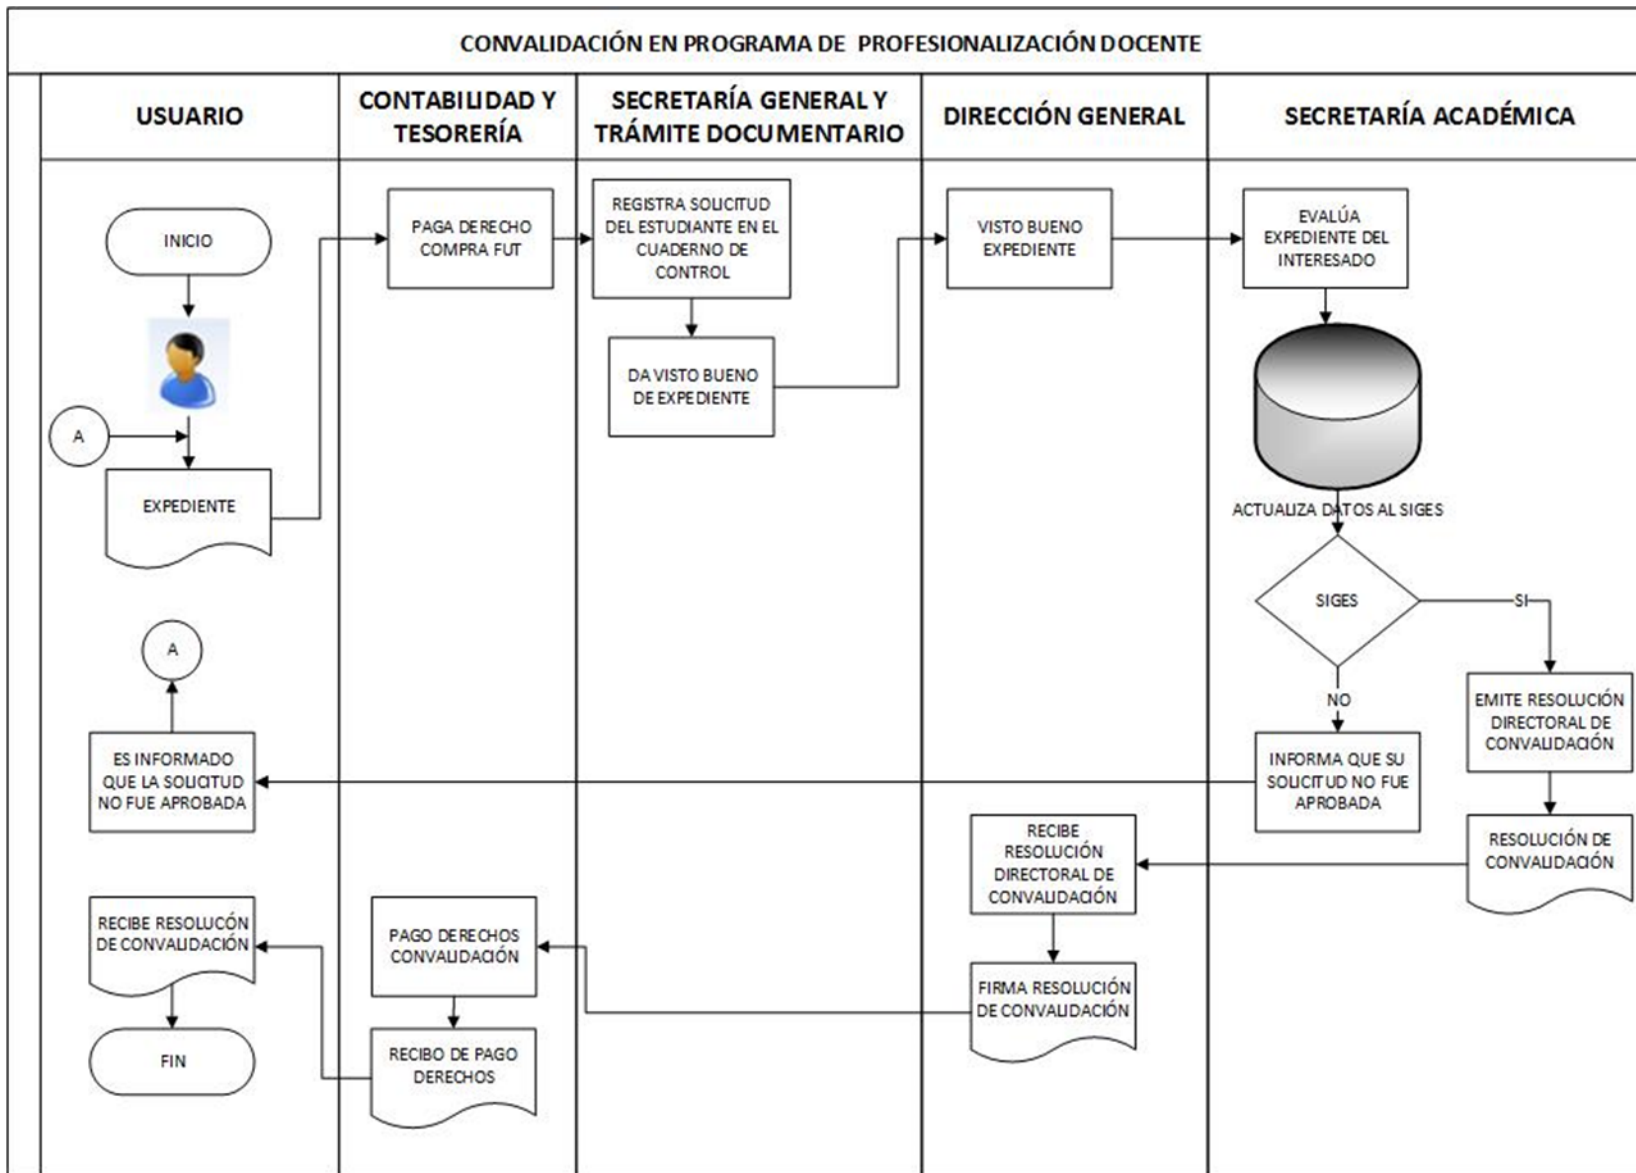 CONVALIDACIÓN EN PROGRAMA DE PROFESIONALIZACIÓN DOCENTE
USUARIO
CONTABILIDAD Y
TESORERÍA
SECRETARÍA GENERAL Y
TRÁMITE DOCUMENTARIO
DIRECCIÓN GENERAL
SECRETARÍA ACADÉMICA
INICIO
PAGA DERECHO
COMPRA FUT
REGISTRA SOLICITUD
DEL ESTUDIANTE EN EL
CUADERNO DE
CONTROL
VISTO BUENO
EXPEDIENTE
EVALÚA
EXPEDIENTE DEL
INTERESADO
DA VISTO BUENO
DE EXPEDIENTE
A
EXPEDIENTE
ACTUALIZA DATOS AL SIGES
SIGES
SI
NO
A
ES INFORMADO
QUE LA SOLICITUD
NO FUE APROBADA
INFORMA QUE SU
SOLICITUD NO FUE
APROBADA
EMITE RESOLUCIÓN
DIRECTORAL DE
CONVALIDACIÓN
RESOLUCIÓN DE
CONVALIDACIÓN
RECIBE
RESOLUCIÓN
DIRECTORAL DE
CONVALIDACIÓN
FIRMA RESOLUCIÓN
DE CONVALIDACIÓN
PAGO DERECHOS
CONVALIDACIÓN
RECIBO DE PAGO
DERECHOS
RECIBE RESOLUCÓN
DE CONVALIDACIÓN
FIN